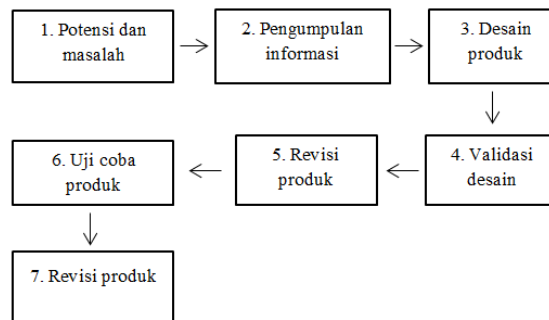 1. Potensi dan
masalah
2. Pengumpulan
informasi
3. Desain
produk
4. Validasi
desain
5. Revisi
produk
6. Uji coba
produk
7. Revisi produk